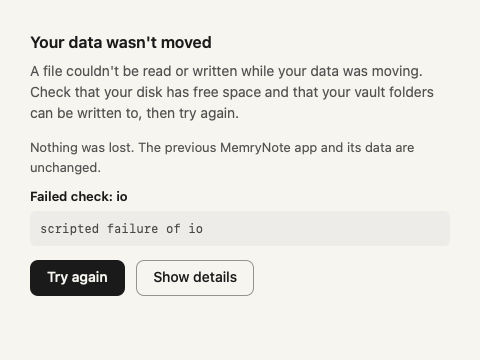 Your data wasn't moved
A file couldn't be read or written while your data was moving.
Check that your disk has free space and that your vault folders
can be written to, then try again.
Nothing was lost. The previous MemryNote app and its data are
unchanged.
Failed check: io
scripted failure of io
Try again
Show details